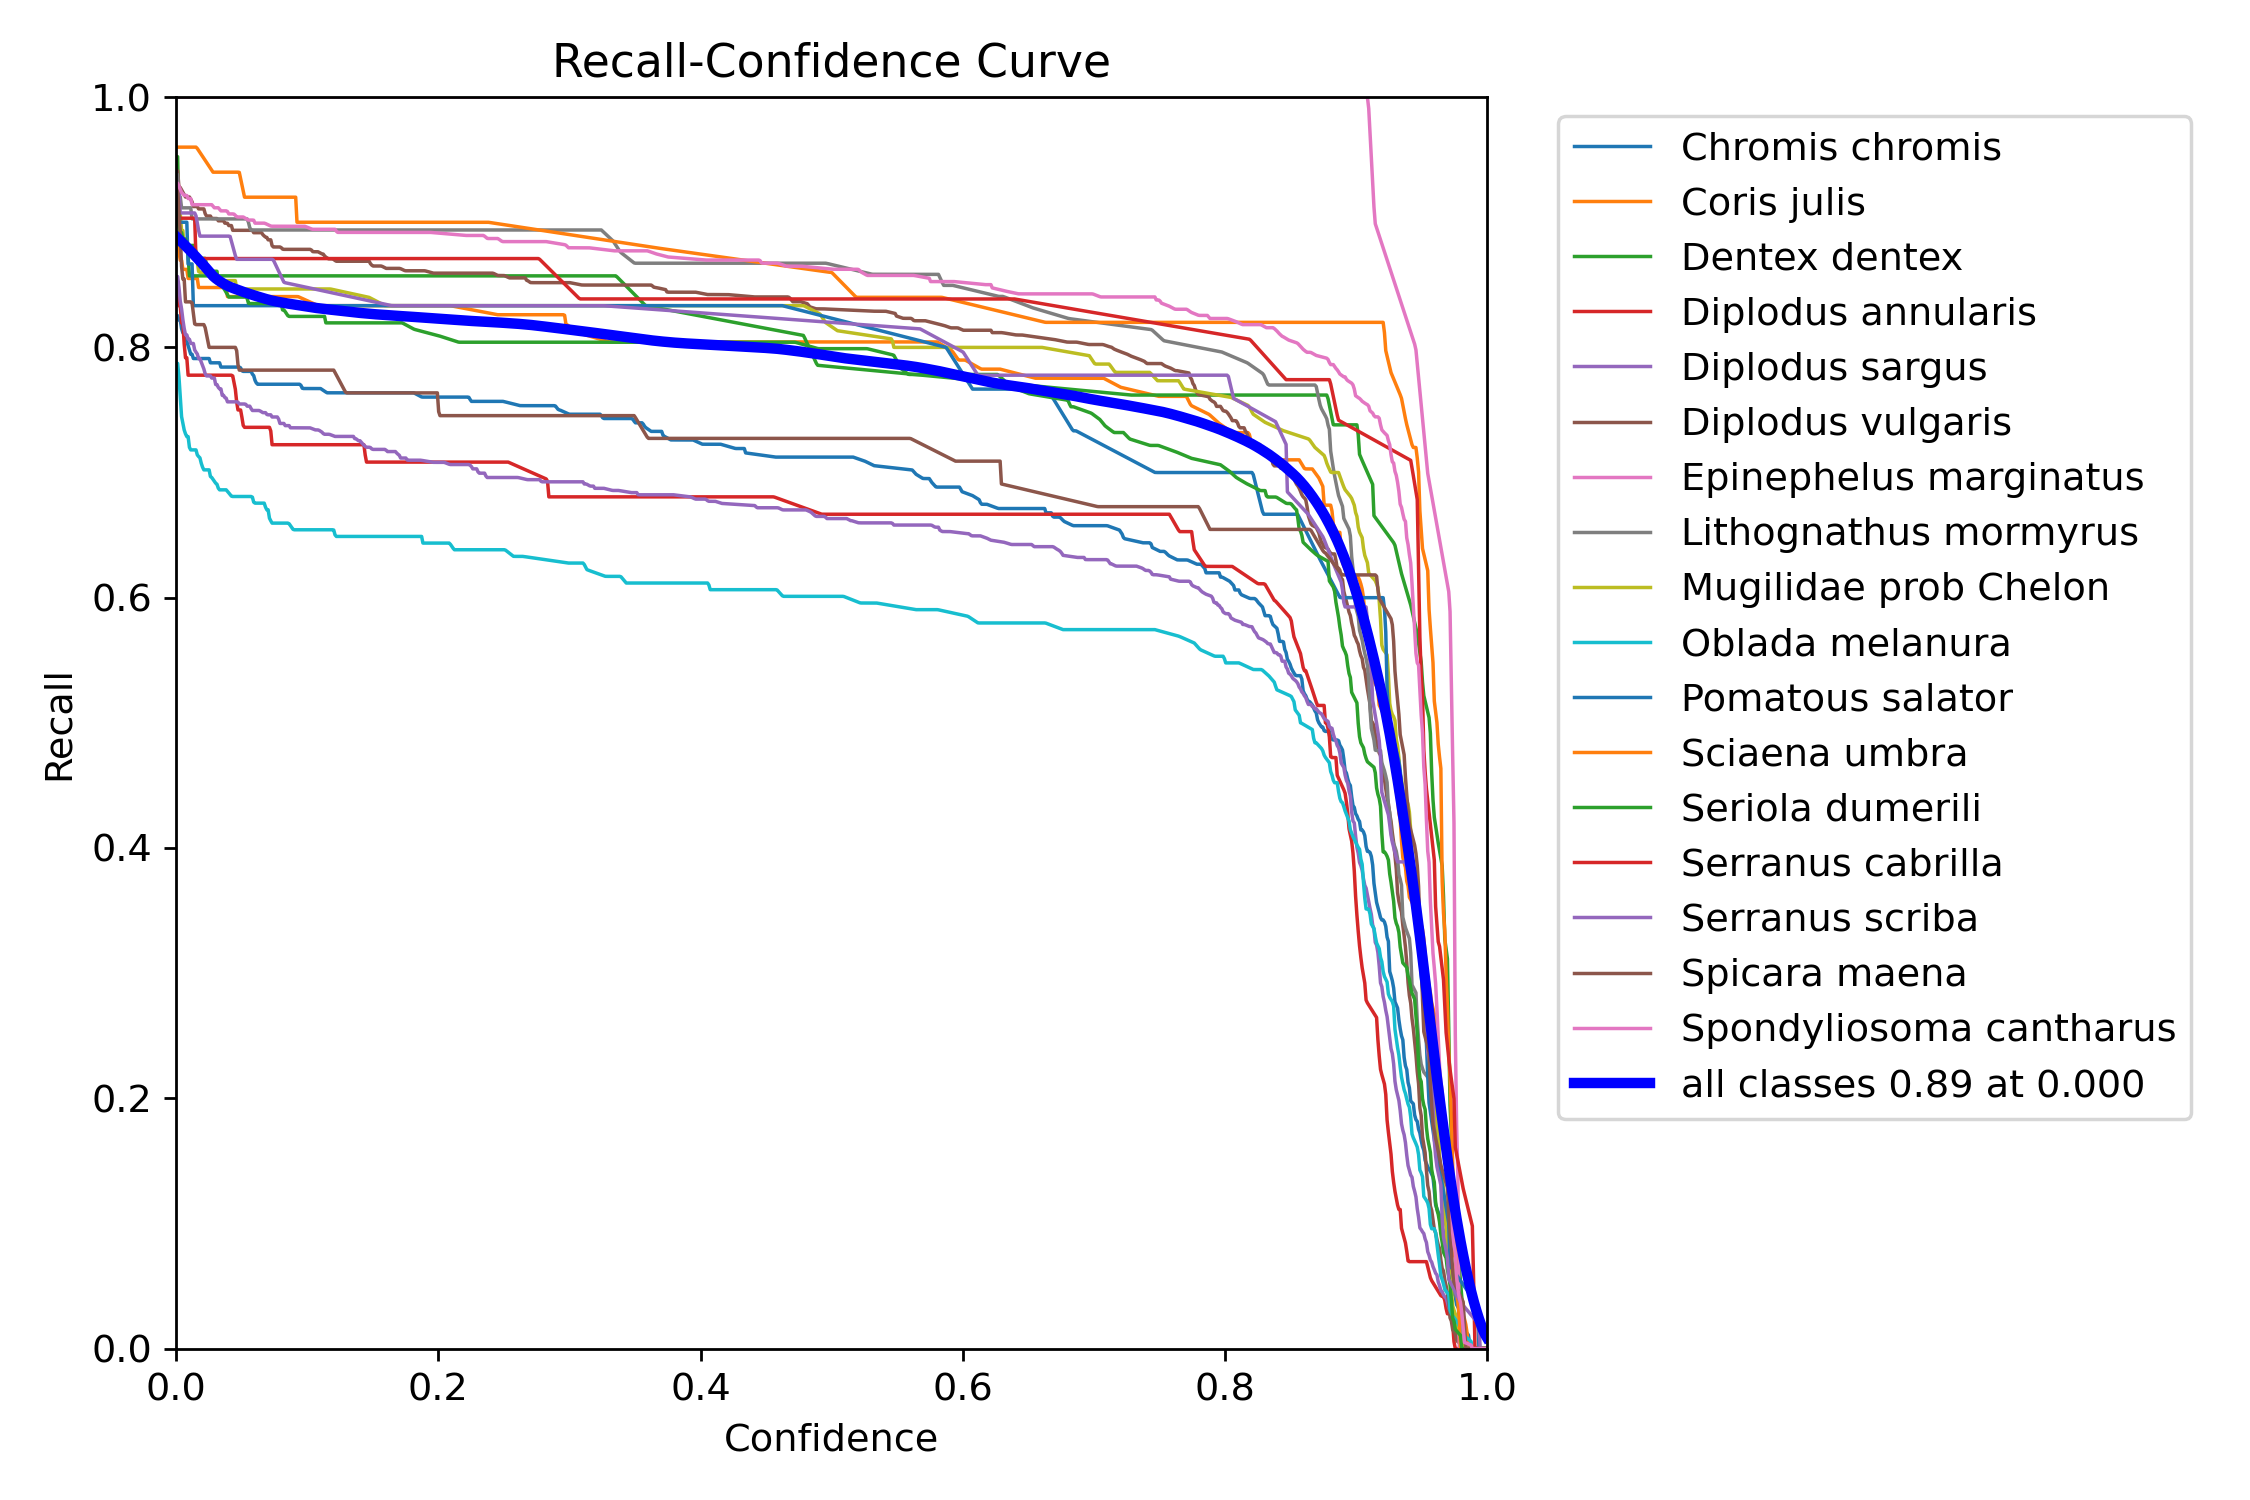 Recall-Confidence Curve
1.0
0.8
0.6
0.4
0.2
0.0
Recall
0.0 0.2 0.4 0.6 0.8 1.0
Confidence
Chromis chromis
Coris julis
Dentex dentex
Diplodus annularis
Diplodus sargus
Diplodus vulgaris
Epinephelus marginatus
Lithognathus mormyrus
Mugilidae prob Chelon
Oblada melanura
Pomatous salator
Sciaena umbra
Seriola dumerili
Serranus cabrilla
Serranus scriba
Spicara maena
Spondyliosoma cantharus
all classes 0.89 at 0.000